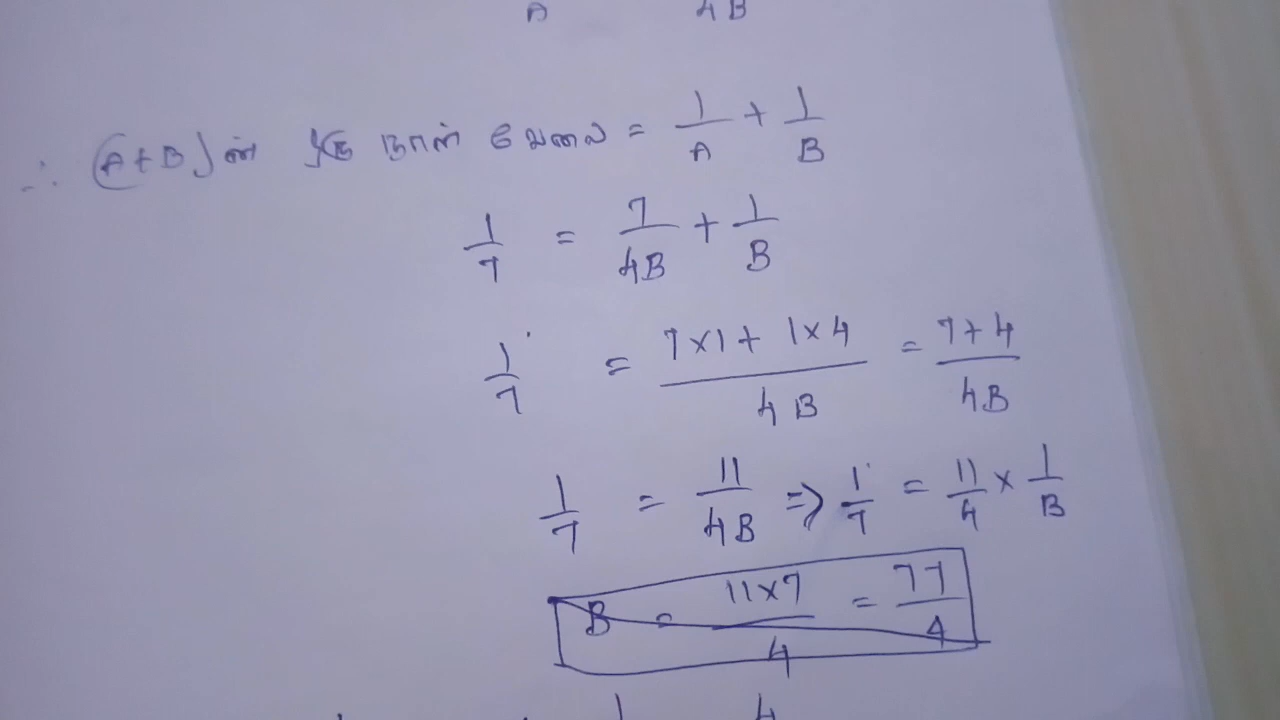 A 4B
∴ (A+B) ன் ஒரு நாள் வேலை = 1/A + 1/B
1/7 = 7/4B + 1/B
1/7 = 7×1 + 1×4 / 4B = 7+4 / 4B
1/7 = 11/4B ⇒ 1/7 = 11/4 × 1/B
B = 11×7 / 4 = 77/4
1 4